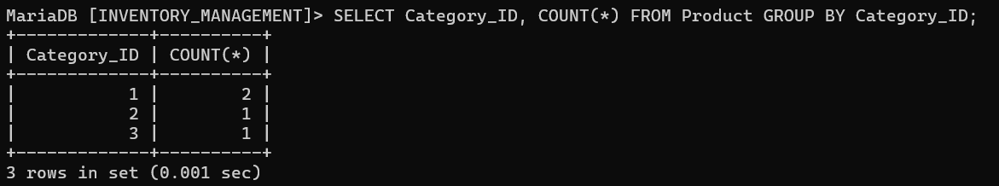 MariaDB [INVENTORY_MANAGEMENT]> SELECT Category_ID, COUNT(*) FROM Product GROUP BY Category_ID;
+-------------+----------+
| Category_ID | COUNT(*) |
+-------------+----------+
|           1 |        2 |
|           2 |        1 |
|           3 |        1 |
+-------------+----------+
3 rows in set (0.001 sec)